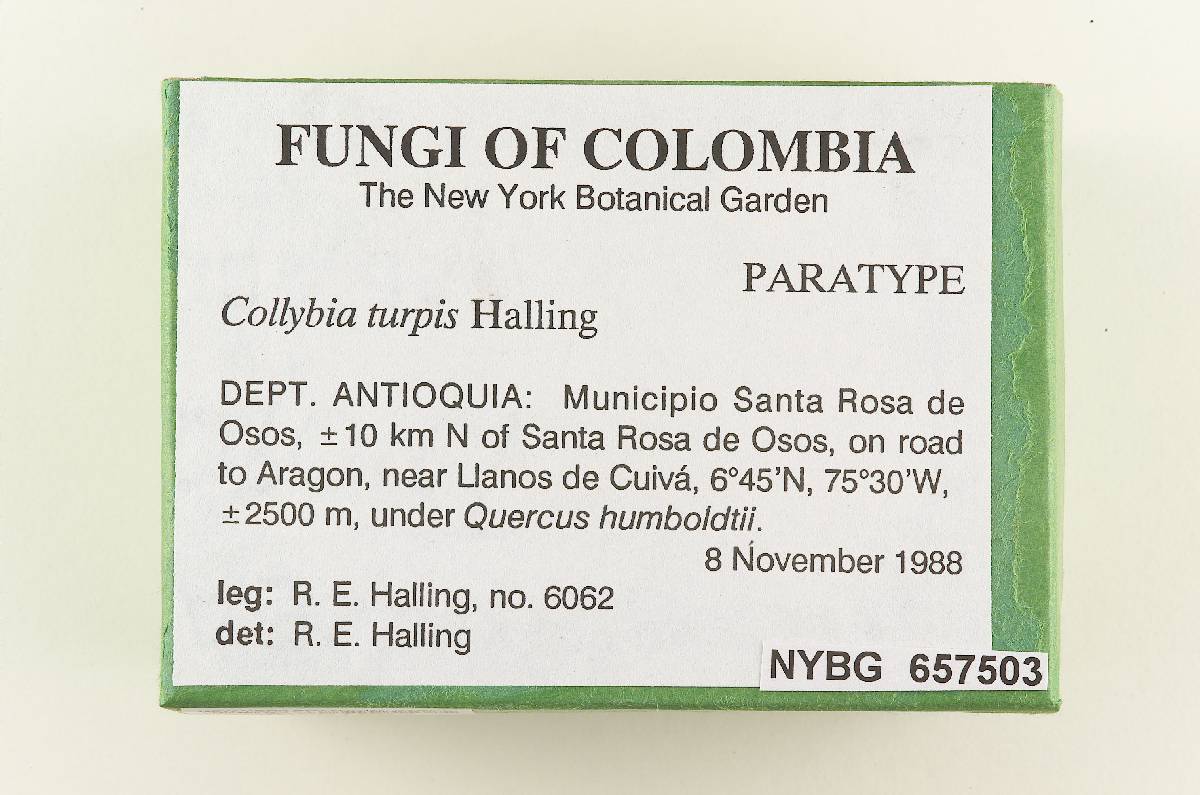 FUNGI OF COLOMBIA
The New York Botanical Garden
PARATYPE
Collybia turpis Halling
DEPT. ANTIOQUIA: Municipio Santa Rosa de
Osos, ±10 km N of Santa Rosa de Osos, on road
to Aragon, near Llanos de Cuivá, 6°45'N, 75°30'W,
±2500 m, under Quercus humboldtii.
8 November 1988
leg: R. E. Halling, no. 6062
det: R. E. Halling
NYBG 657503